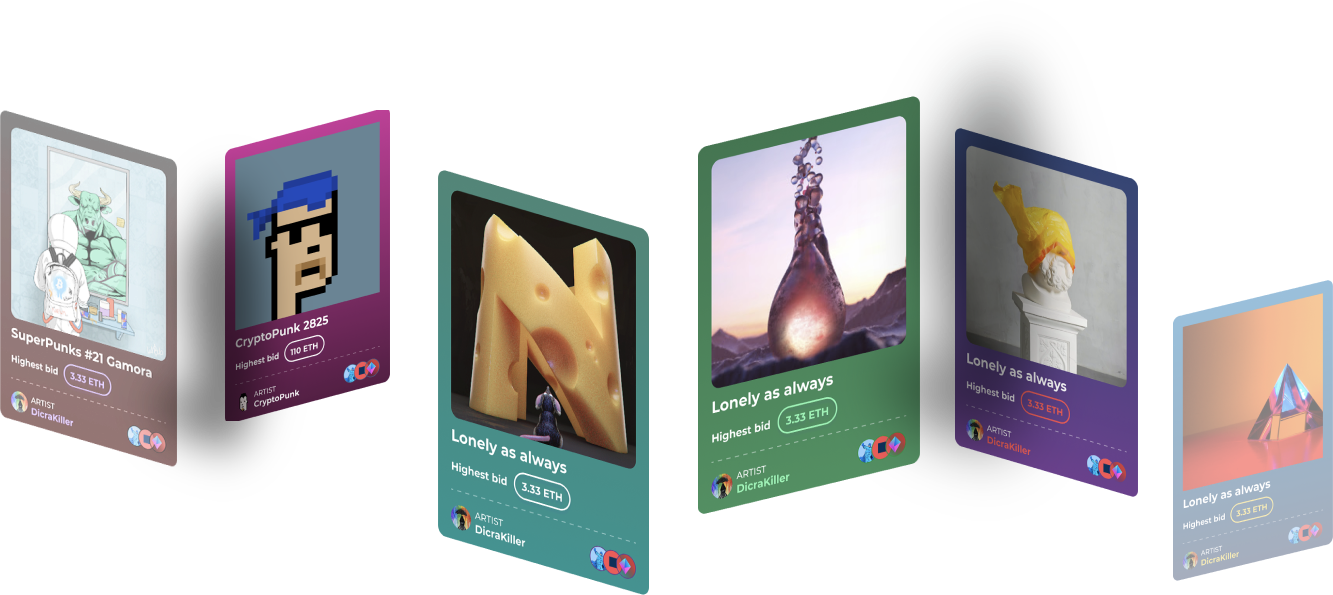 SuperPunks #21 Gamora
Highest bid
3.33 ETH
ARTIST
DicraKiller
CryptoPunk 2825
Highest bid
110 ETH
ARTIST
CryptoPunk
Lonely as always
Highest bid
3.33 ETH
ARTIST
DicraKiller
Lonely as always
Highest bid
3.33 ETH
ARTIST
DicraKiller
Lonely as always
Highest bid
3.33 ETH
ARTIST
DicraKiller
Lonely as always
Highest bid
3.33 ETH
ARTIST
DicraKiller